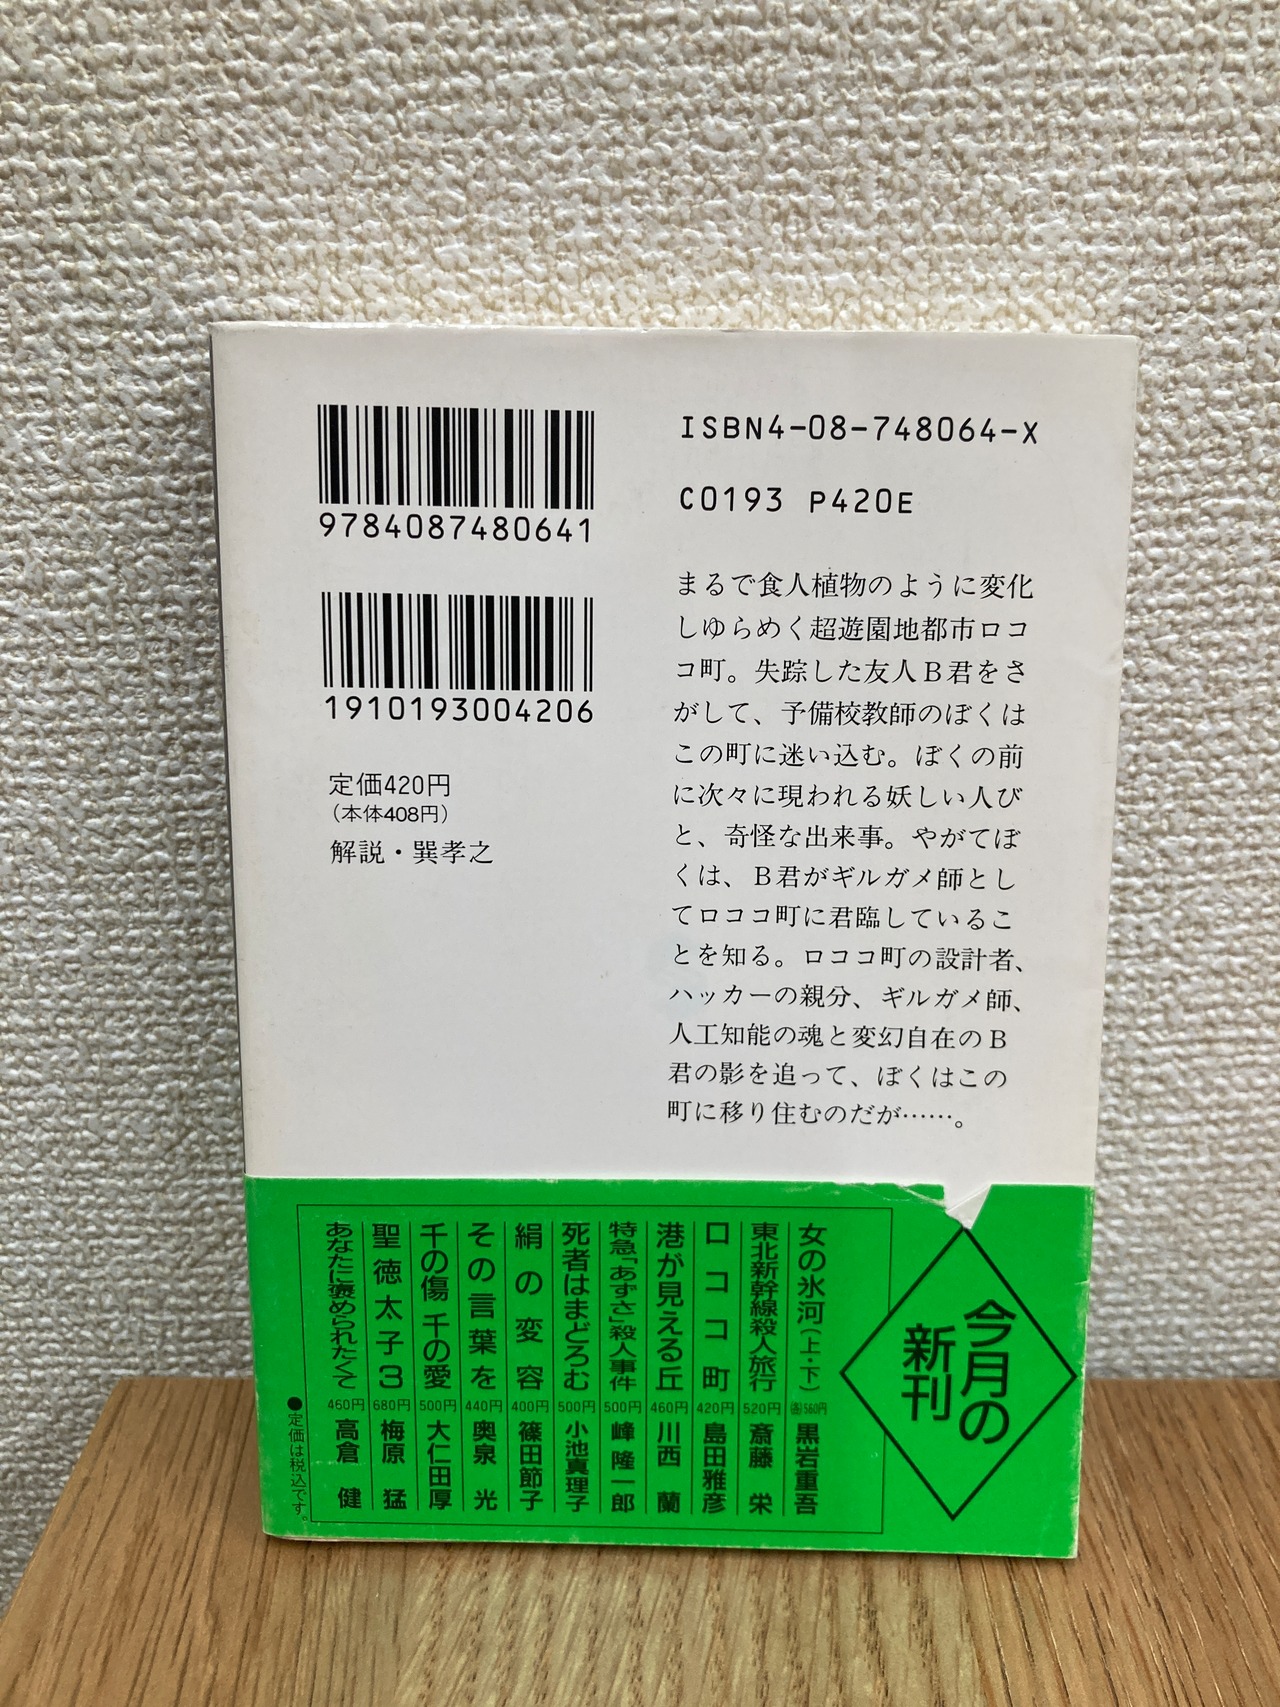 9784087480641
1910193004206
定価420円
(本体408円)
解説・巽孝之
ISBN4-08-748064-X
C0193 P420E
まるで食人植物のように変化
しゆらめく超遊園地都市ロコ
コ町。失踪した友人B君をさ
がして、予備校教師のぼくは
この町に迷い込む。ぼくの前
に次々に現われる妖しい人び
と、奇怪な出来事。やがてぼ
くは、B君がギルガメ師とし
てロココ町に君臨しているこ
とを知る。ロココ町の設計者、
ハッカーの親分、ギルガメ師、
人工知能の魂と変幻自在のB
君の影を追って、ぼくはこの
町に移り住むのだが……。
今月の
新刊
女の氷河(上・下) 各560円 黒岩重吾
東北新幹線殺人旅行 520円 斎藤 栄
ロココ町 420円 島田雅彦
港が見える丘 460円 川西 蘭
特急「あずさ」殺人事件 500円 峰 隆一郎
死者はまどろむ 500円 小池真理子
絹の変容 400円 篠田節子
その言葉を 440円 奥泉 光
千の傷 千の愛 500円 大仁田厚
聖徳太子3 680円 梅原 猛
あなたに褒められたくて 460円 高倉 健
●定価は税込です。